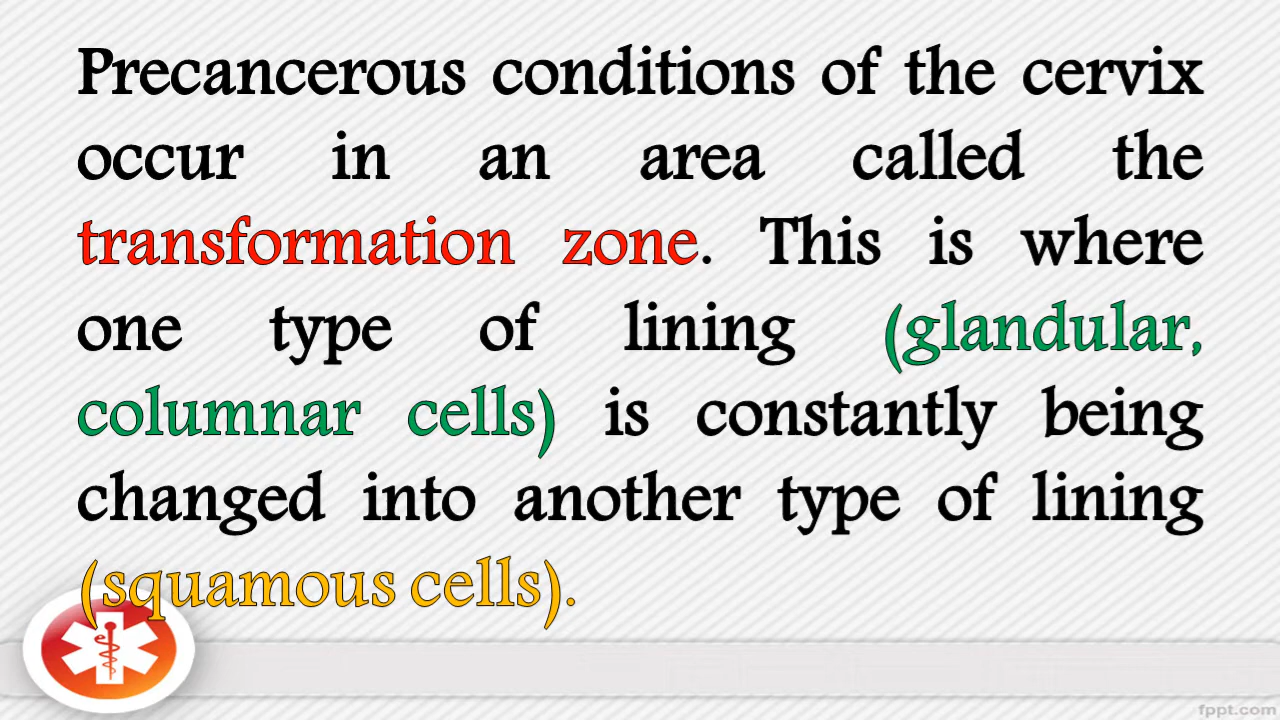 Precancerous conditions of the cervix
occur in an area called the
transformation zone. This is where
one type of lining (glandular,
columnar cells) is constantly being
changed into another type of lining
(squamous cells).
fppt.com